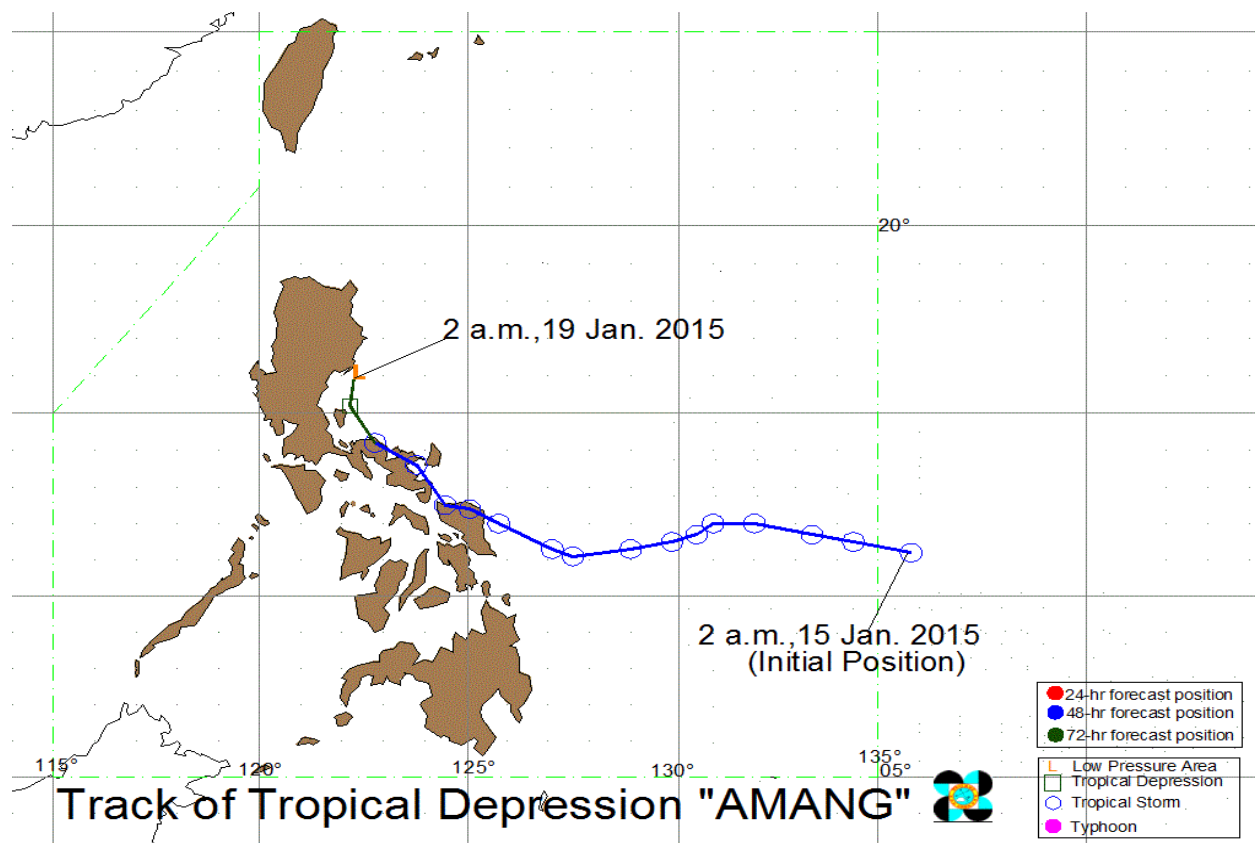 20°
2 a.m.,19 Jan. 2015
L
2 a.m.,15 Jan. 2015
(Initial Position)
24-hr forecast position
48-hr forecast position
72-hr forecast position
115°
120°
125°
130°
135°
05°
L Low Pressure Area
Tropical Depression
Tropical Storm
Typhoon
Track of Tropical Depression "AMANG"